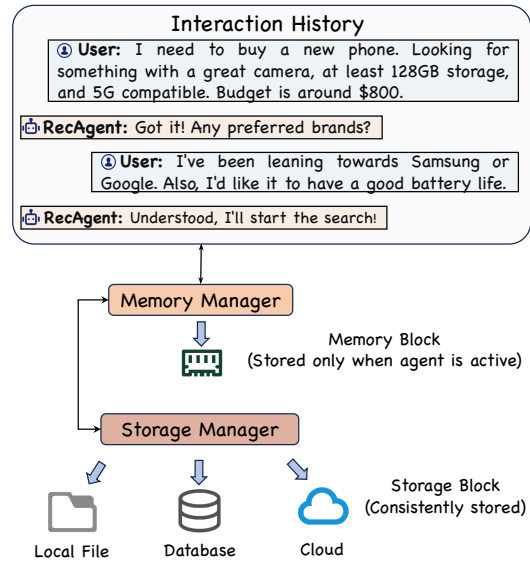 Interaction History
User: I need to buy a new phone. Looking for
something with a great camera, at least 128GB storage,
and 5G compatible. Budget is around $800.
RecAgent: Got it! Any preferred brands?
User: I've been leaning towards Samsung or
Google. Also, I'd like it to have a good battery life.
RecAgent: Understood, I'll start the search!
Memory Manager
Memory Block
(Stored only when agent is active)
Storage Manager
Storage Block
(Consistently stored)
Local File
Database
Cloud